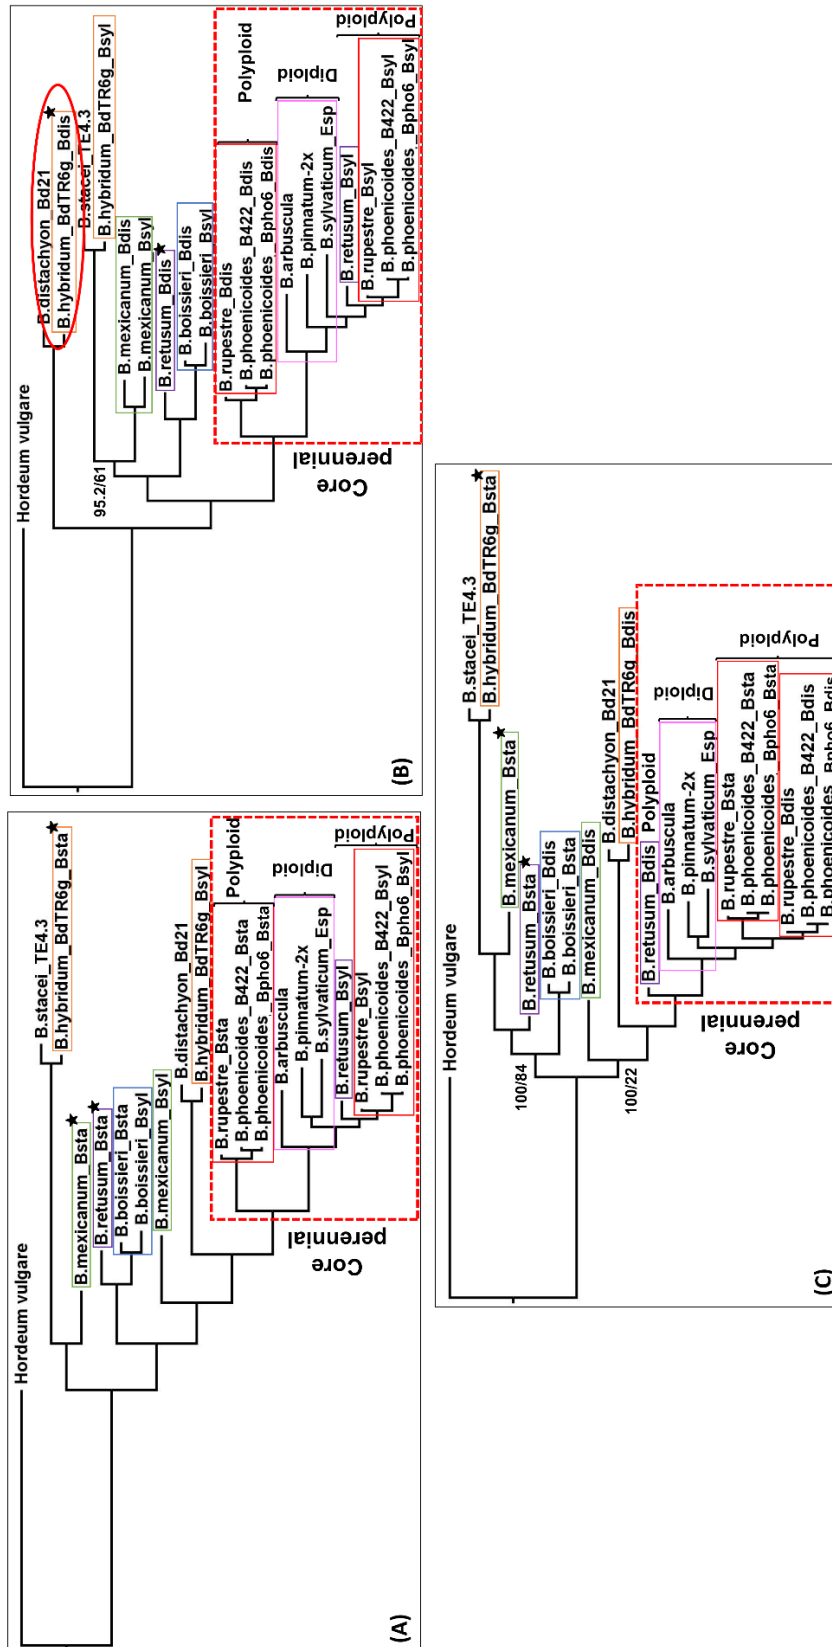 (A)
Hordeum vulgare
B.stacei_TE4.3
B.hybridum_BdTR6g_Bsta
B.mexicanum_Bsta
B.retusum_Bsta
B.boissieri_Bsta
B.boissieri_Bsyl
B.mexicanum_Bsyl
B.distachyon_Bd21
B.hybridum_BdTR6g_Bsyl
B.rupestre_Bsta
B.phoenicoides_B422_Bsta
B.phoenicoides_Bpho6_Bsta
B.arbuscula
B.pinnatum-2x
B.sylvaticum_Esp
B.retusum_Bsyl
B.rupestre_Bsyl
B.phoenicoides_B422_Bsyl
B.phoenicoides_Bpho6_Bsyl
Polyploid
Diploid
Polyploid
Core
perennial
(B)
Hordeum vulgare
B.distachyon_Bd21
B.hybridum_BdTR6g_Bdis
B.stacei_TE4.3
B.hybridum_BdTR6g_Bsyl
95.2/61
B.mexicanum_Bdis
B.mexicanum_Bsyl
B.retusum_Bdis
B.boissieri_Bdis
B.boissieri_Bsyl
B.rupestre_Bdis
B.phoenicoides_B422_Bdis
B.phoenicoides_Bpho6_Bdis
B.arbuscula
B.pinnatum-2x
B.sylvaticum_Esp
B.retusum_Bsyl
B.rupestre_Bsyl
B.phoenicoides_B422_Bsyl
B.phoenicoides_Bpho6_Bsyl
Polyploid
Diploid
Polyploid
Core
perennial
(C)
Hordeum vulgare
B.stacei_TE4.3
B.hybridum_BdTR6g_Bsta
B.mexicanum_Bsta
100/84
B.retusum_Bsta
B.boissieri_Bdis
B.boissieri_Bsta
B.mexicanum_Bdis
100/22
B.distachyon_Bd21
B.hybridum_BdTR6g_Bdis
B.retusum_Bdis Polyploid
B.arbuscula
B.pinnatum-2x
B.sylvaticum_Esp
B.rupestre_Bsta
B.phoenicoides_B422_Bsta
B.phoenicoides_Bpho6_Bsta
B.rupestre_Bdis
B.phoenicoides_B422_Bdis
B.phoenicoides_Bpho6_Bdis
Diploid
Polyploid
Core
perennial